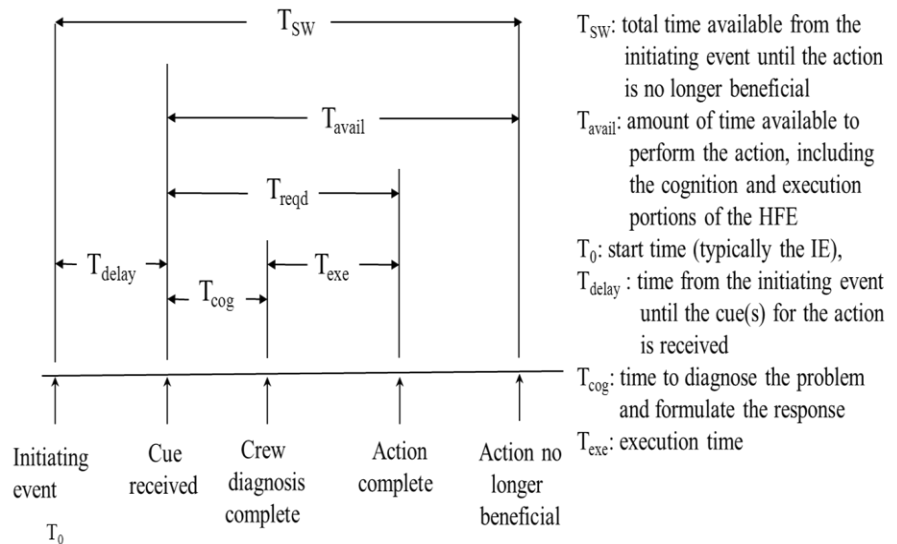 T_SW
T_avail
T_reqd
T_delay
T_exe
T_cog
Initiating
event
T_0
Cue
received
Crew
diagnosis
complete
Action
complete
Action no
longer
beneficial
T_SW: total time available from the
initiating event until the action
is no longer beneficial
T_avail: amount of time available to
perform the action, including
the cognition and execution
portions of the HFE
T_0: start time (typically the IE),
T_delay : time from the initiating event
until the cue(s) for the action
is received
T_cog: time to diagnose the problem
and formulate the response
T_exe: execution time